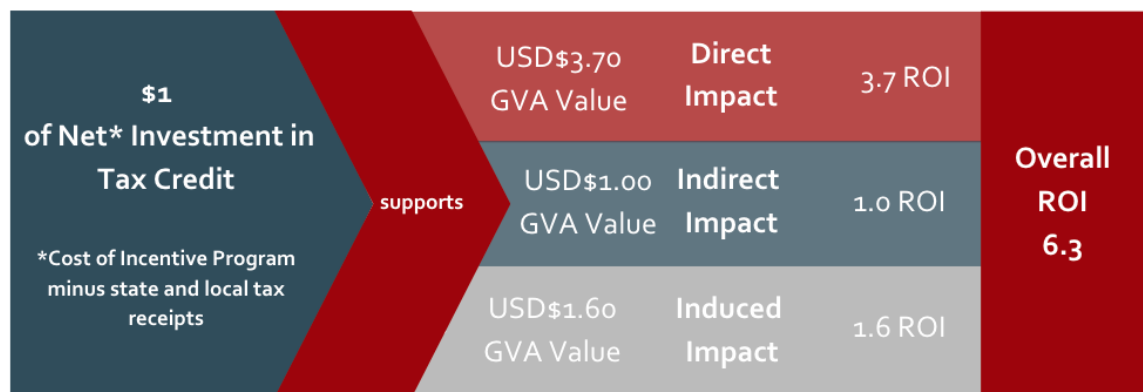 $1
of Net* Investment in
Tax Credit
*Cost of Incentive Program
minus state and local tax
receipts
supports
USD$3.70
GVA Value
Direct
Impact
3.7 ROI
USD$1.00
GVA Value
Indirect
Impact
1.0 ROI
USD$1.60
GVA Value
Induced
Impact
1.6 ROI
Overall
ROI
6.3